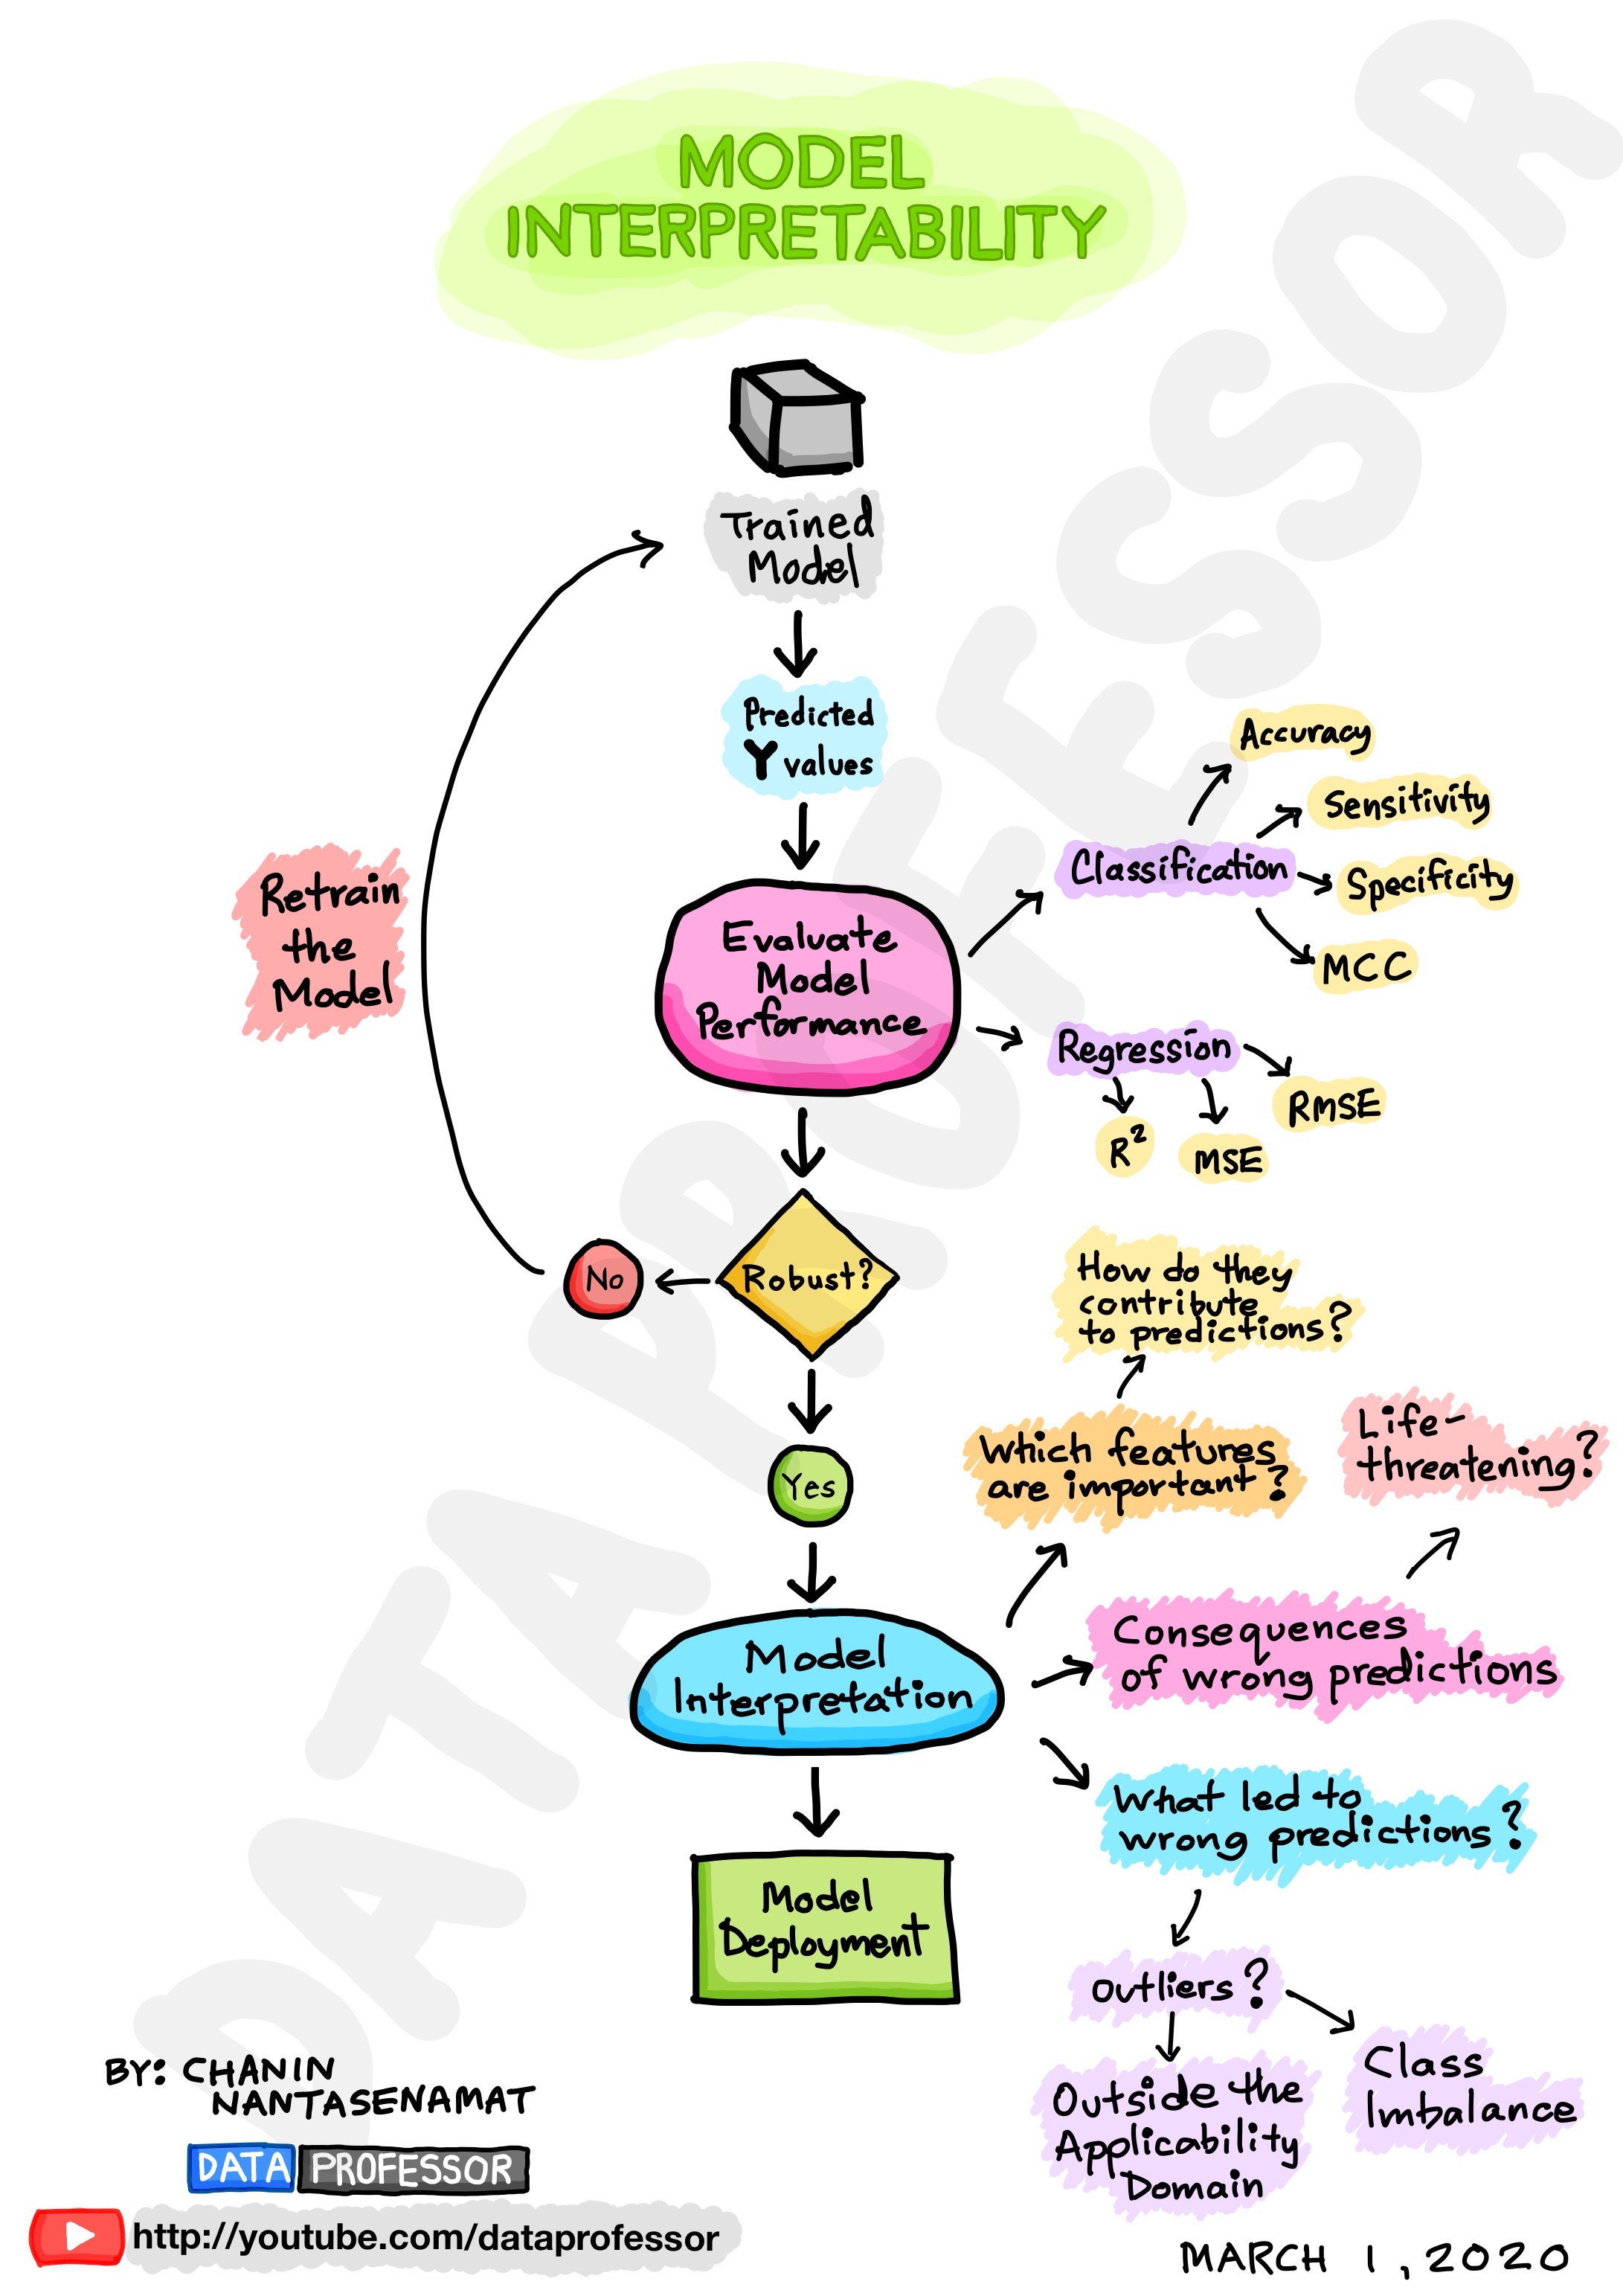 MODEL
INTERPRETABILITY
Trained
Model
Predicted
Y values
Accuracy
Sensitivity
Classification
Specificity
MCC
Retrain
the
Model
Evaluate
Model
Performance
Regression
RMSE
R²
MSE
Robust?
No
How do they
contribute
to predictions?
Yes
Which features
are important?
Life-
threatening?
Model
Interpretation
Consequences
of wrong predictions
What led to
wrong predictions?
Model
Deployment
Outliers?
Outside the
Applicability
Domain
Class
Imbalance
BY: CHANIN
NANTASENAMAT
DATA PROFESSOR
http://youtube.com/dataprofessor
MARCH 1, 2020
DATA PROFESSOR